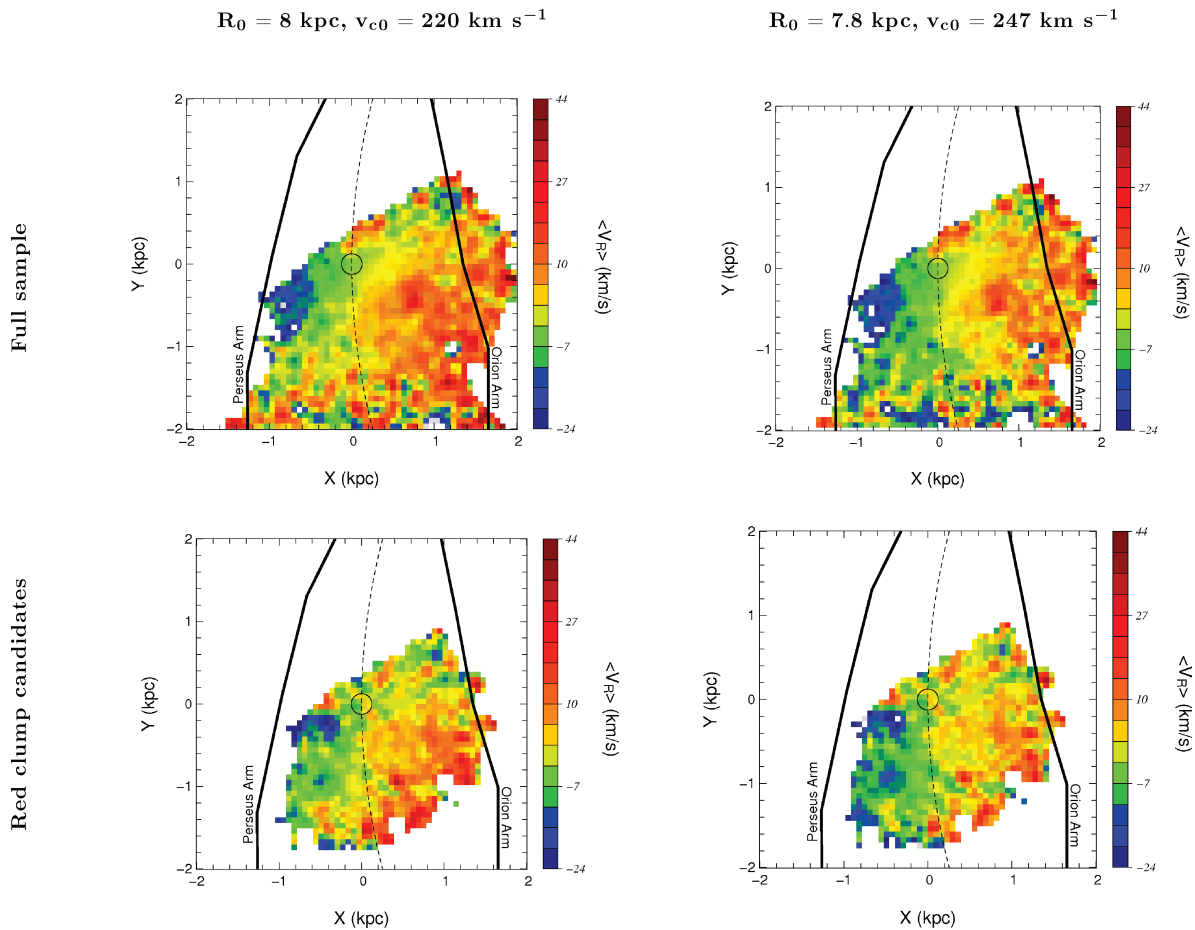 R₀ = 8 kpc, v_c0 = 220 km s⁻¹
R₀ = 7.8 kpc, v_c0 = 247 km s⁻¹
Full sample
2
1
0
−1
−2
−2
−1
0
1
2
Y (kpc)
X (kpc)
Perseus Arm
Orion Arm
44
27
10
−7
−24
<V_R> (km/s)
2
1
0
−1
−2
−2
−1
0
1
2
Y (kpc)
X (kpc)
Perseus Arm
Orion Arm
44
27
10
−7
−24
<V_R> (km/s)
Red clump candidates
2
1
0
−1
−2
−2
−1
0
1
2
Y (kpc)
X (kpc)
Perseus Arm
Orion Arm
44
27
10
−7
−24
<V_R> (km/s)
2
1
0
−1
−2
−2
−1
0
1
2
Y (kpc)
X (kpc)
Perseus Arm
Orion Arm
44
27
10
−7
−24
<V_R> (km/s)